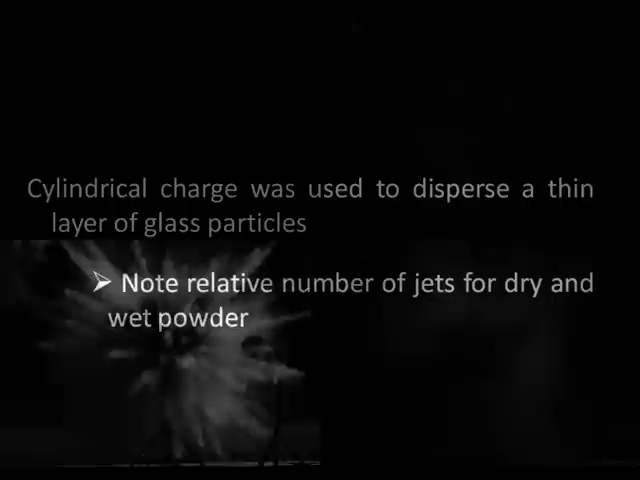 Cylindrical charge was used to disperse a thin
layer of glass particles
➢ Note relative number of jets for dry and
wet powder